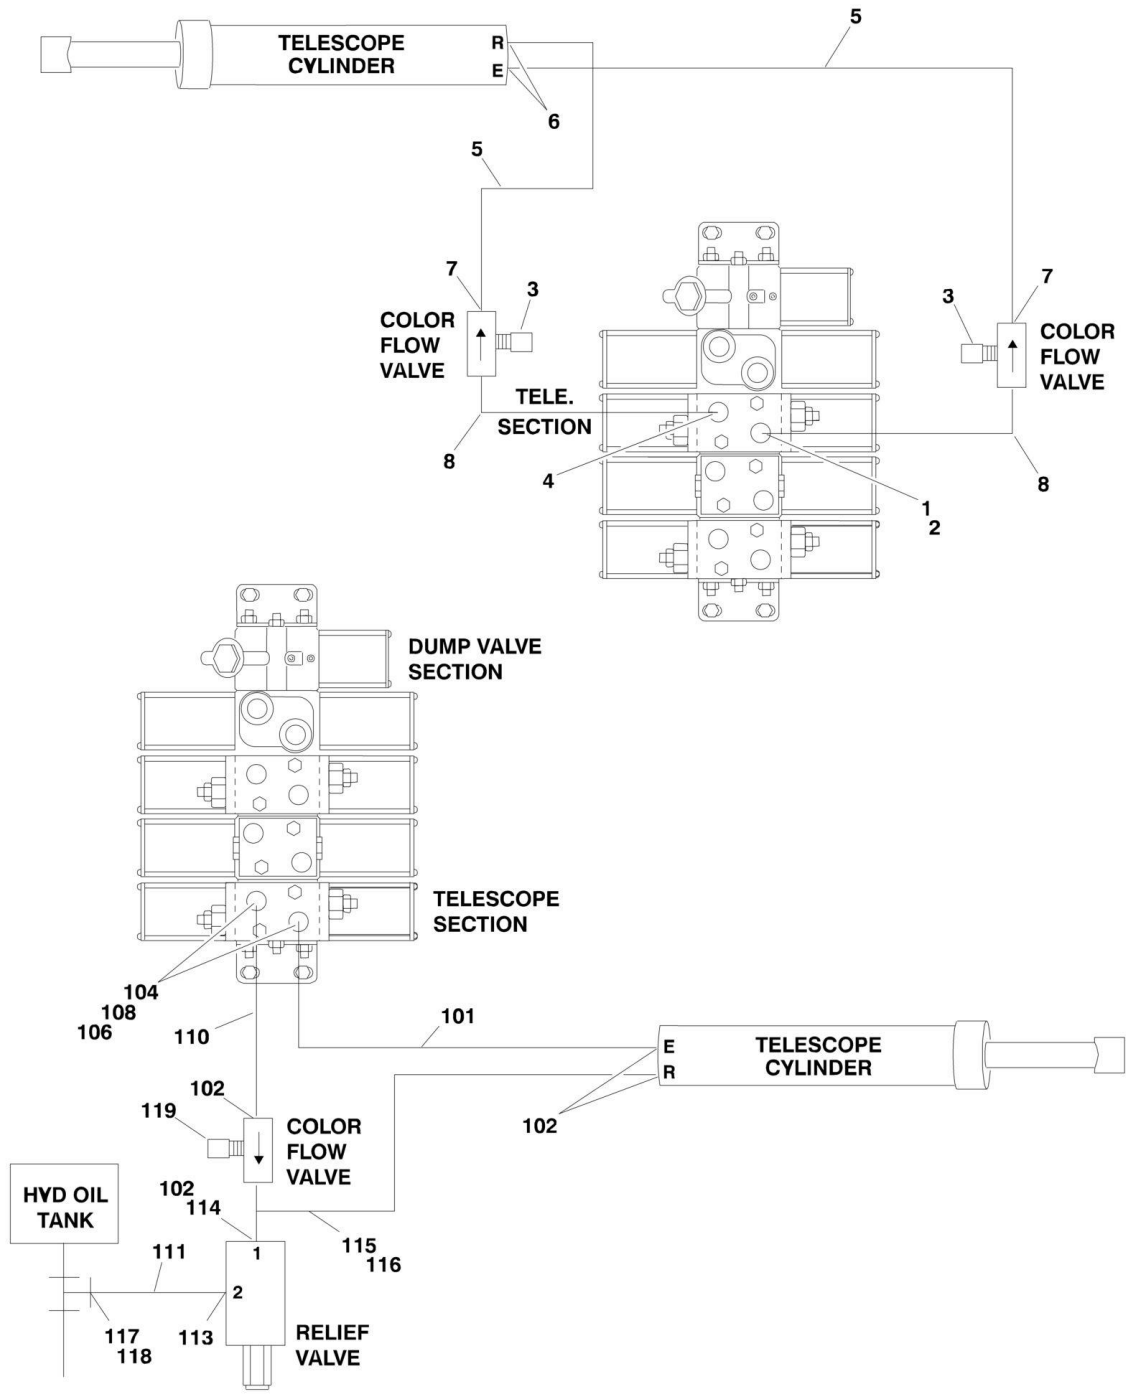 5
TELESCOPE
CYLINDER
R
E
6
5
7
3
COLOR
FLOW
VALVE
7
3
COLOR
FLOW
VALVE
TELE.
SECTION
8
4
8
1
2
DUMP VALVE
SECTION
TELESCOPE
SECTION
104
108
106
110
101
E
R
TELESCOPE
CYLINDER
102
119
102
COLOR
FLOW
VALVE
102
114
HYD OIL
TANK
115
116
111
1
2
117
118
113
RELIEF
VALVE